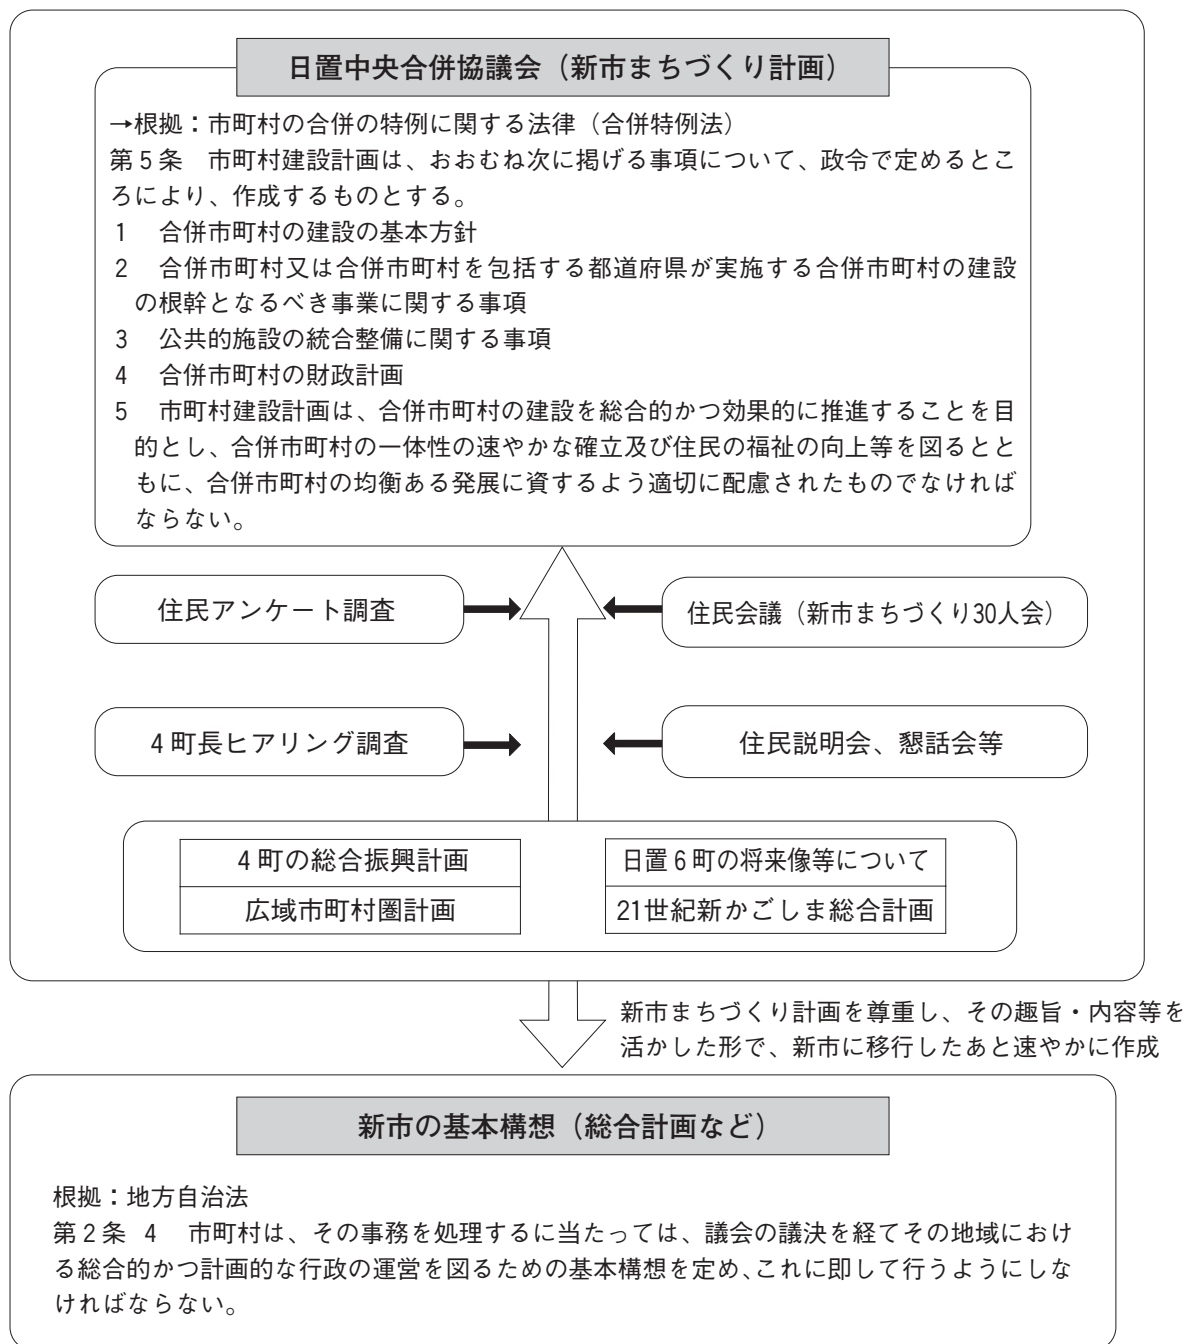 日置中央合併協議会（新市まちづくり計画）
→根拠：市町村の合併の特例に関する法律（合併特例法）
第５条　市町村建設計画は、おおむね次に掲げる事項について、政令で定めるとこ
ろにより、作成するものとする。
１　合併市町村の建設の基本方針
２　合併市町村又は合併市町村を包括する都道府県が実施する合併市町村の建設
の根幹となるべき事業に関する事項
３　公共的施設の統合整備に関する事項
４　合併市町村の財政計画
５　市町村建設計画は、合併市町村の建設を総合的かつ効果的に推進することを目
的とし、合併市町村の一体性の速やかな確立及び住民の福祉の向上等を図るとと
もに、合併市町村の均衡ある発展に資するよう適切に配慮されたものでなければ
ならない。
住民アンケート調査
住民会議（新市まちづくり30人会）
４町長ヒアリング調査
住民説明会、懇話会等
４町の総合振興計画
日置６町の将来像等について
広域市町村圏計画
21世紀新かごしま総合計画
新市まちづくり計画を尊重し、その趣旨・内容等を
活かした形で、新市に移行したあと速やかに作成
新市の基本構想（総合計画など）
根拠：地方自治法
第２条　４　市町村は、その事務を処理するに当たっては、議会の議決を経てその地域におけ
る総合的かつ計画的な行政の運営を図るための基本構想を定め、これに即して行うようにしな
ければならない。